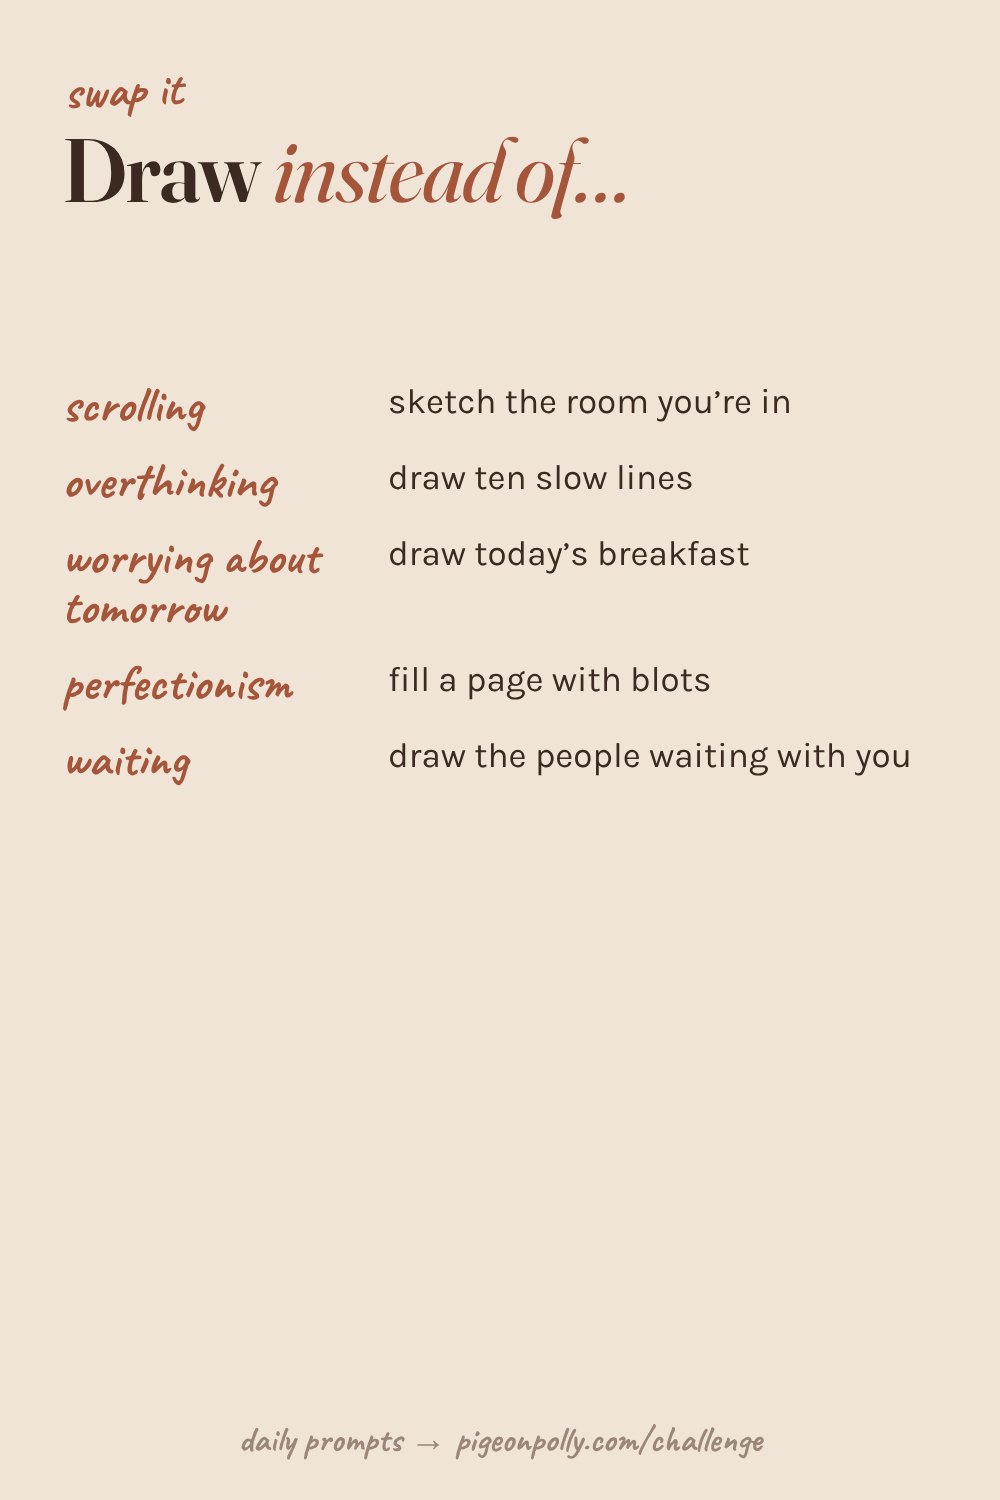 swap it
Draw instead of...
scrolling sketch the room you’re in
overthinking draw ten slow lines
worrying about draw today’s breakfast
tomorrow
perfectionism fill a page with blots
waiting draw the people waiting with you
daily prompts → pigeonpolly.com/challenge